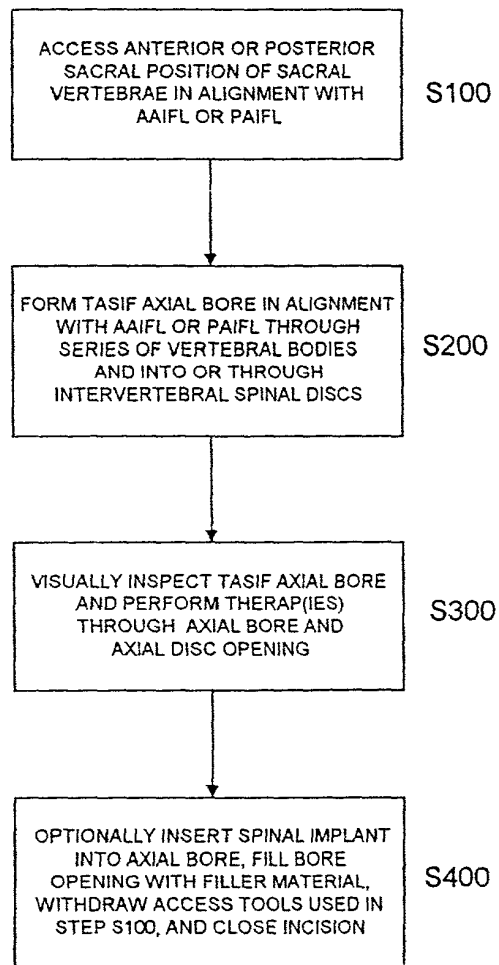 ACCESS ANTERIOR OR POSTERIOR
SACRAL POSITION OF SACRAL
VERTEBRAE IN ALIGNMENT WITH
AAIFL OR PAIFL
S100
FORM TASIF AXIAL BORE IN ALIGNMENT
WITH AAIFL OR PAIFL THROUGH
SERIES OF VERTEBRAL BODIES
AND INTO OR THROUGH
INTERVERTEBRAL SPINAL DISCS
S200
VISUALLY INSPECT TASIF AXIAL BORE
AND PERFORM THERAP(IES)
THROUGH AXIAL BORE AND
AXIAL DISC OPENING
S300
OPTIONALLY INSERT SPINAL IMPLANT
INTO AXIAL BORE, FILL BORE
OPENING WITH FILLER MATERIAL,
WITHDRAW ACCESS TOOLS USED IN
STEP S100, AND CLOSE INCISION
S400